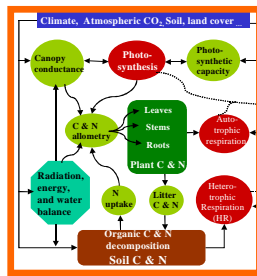 Climate, Atmospheric CO2, Soil, land cover _
Canopy
conductance
Photo-
synthesis
Photo-
synthetic
capacity
C & N
allometry
Leaves
Stems
Roots
Plant C & N
Auto-
trophic
respiration
Radiation,
energy,
and water
balance
N
uptake
Litter
C & N
Hetero-
trophic
Respiration
(HR)
Organic C & N
decomposition
Soil C & N